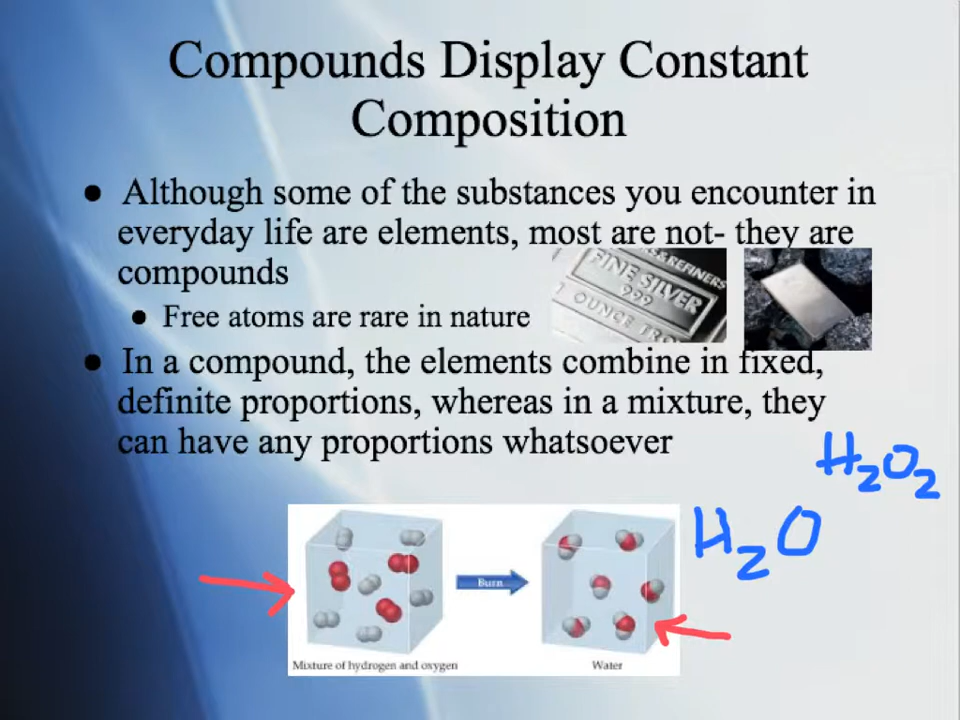 Compounds Display Constant
Composition
● Although some of the substances you encounter in
everyday life are elements, most are not- they are
compounds
● Free atoms are rare in nature
& REFINERS
FINE SILVER
999
OUNCE TRO
● In a compound, the elements combine in fixed,
definite proportions, whereas in a mixture, they
can have any proportions whatsoever
H₂O₂
H₂O
Burn
Mixture of hydrogen and oxygen
Water